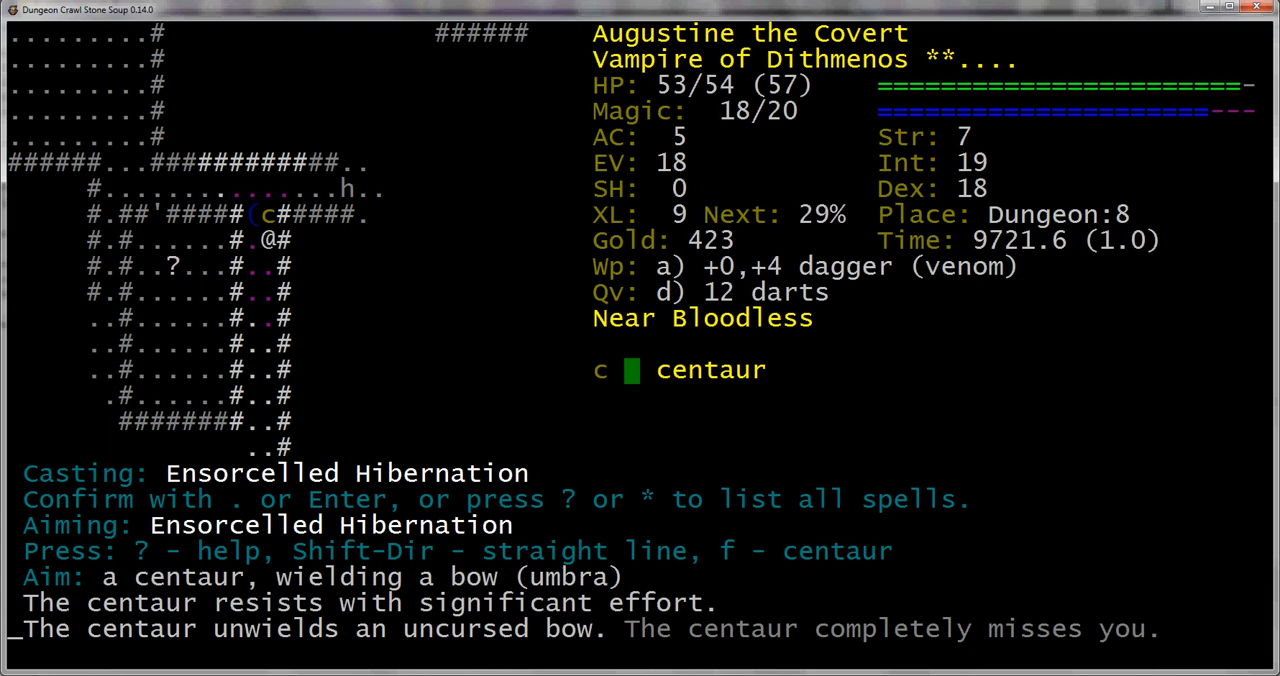 Dungeon Crawl Stone Soup 0.14.0
.........# ###### Augustine the Covert
.........# Vampire of Dithmenos **....
.........# HP: 53/54 (57) =======================-
.........# Magic: 18/20 =====================---
.........# AC: 5 Str: 7
######...############.. EV: 18 Int: 19
#...............h.. SH: 0 Dex: 18
#.##'#####(c#####. XL: 9 Next: 29% Place: Dungeon:8
#.#......#.@# Gold: 423 Time: 9721.6 (1.0)
#.#..?...#..# Wp: a) +0,+4 dagger (venom)
#.#......#..# Qv: d) 12 darts
..#......#..# Near Bloodless
..#......#..#
..#......#..# c centaur
.#......#..#
########..#
..#
Casting: Ensorcelled Hibernation
Confirm with . or Enter, or press ? or * to list all spells.
Aiming: Ensorcelled Hibernation
Press: ? - help, Shift-Dir - straight line, f - centaur
Aim: a centaur, wielding a bow (umbra)
The centaur resists with significant effort.
_The centaur unwields an uncursed bow. The centaur completely misses you.